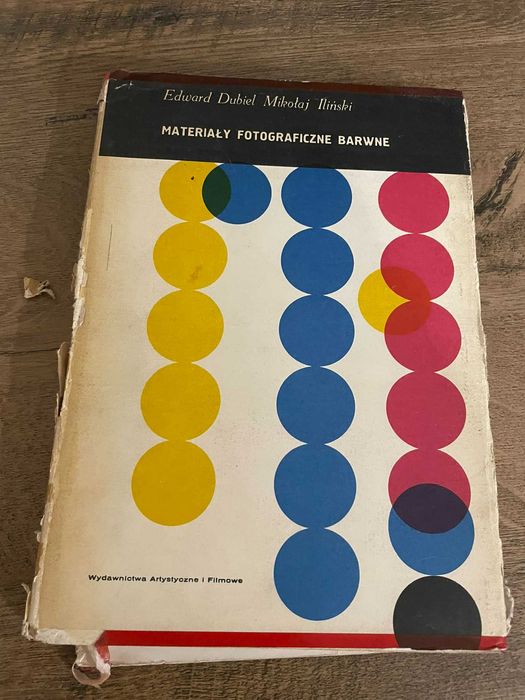 Edward Dubiel Mikołaj Iliński
MATERIAŁY FOTOGRAFICZNE BARWNE
Wydawnictwa Artystyczne i Filmowe